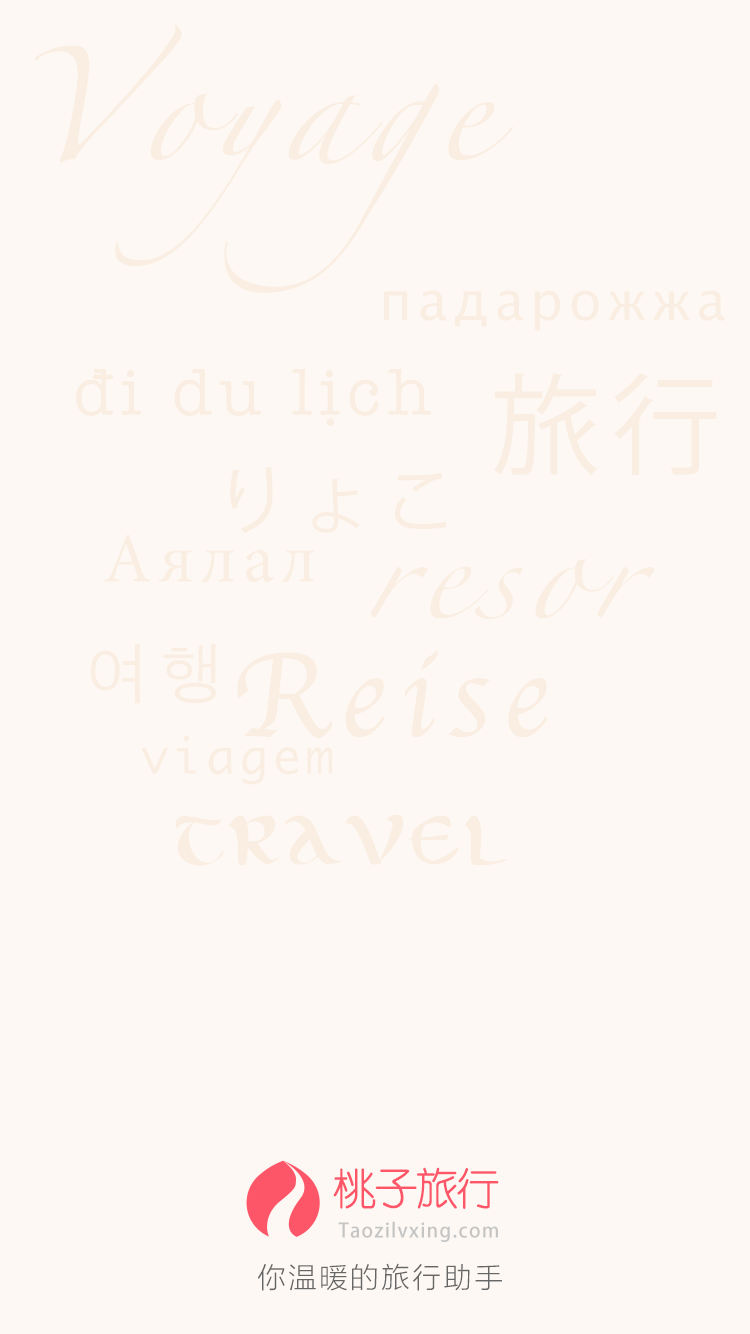 Voyage
падарожжа
đi du lịch
旅行
りょこ
Аялал
resor
여행
Reise
viagem
TRAVEL
桃子旅行
Taozilvxing.com
你温暖的旅行助手